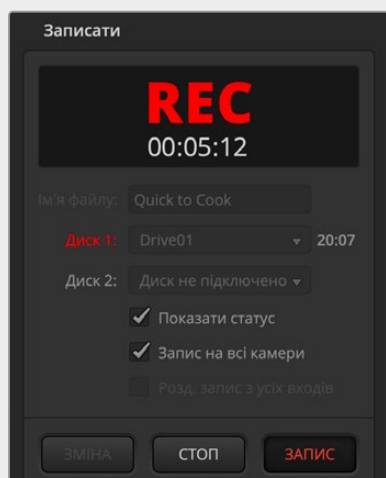 Записати
REC
00:05:12
Ім'я файлу: Quick to Cook
Диск 1: Drive01 20:07
Диск 2: Диск не підключено
Показати статус
Запис на всі камери
Розд. запис з усіх входів
ЗМІНА СТОП ЗАПИС